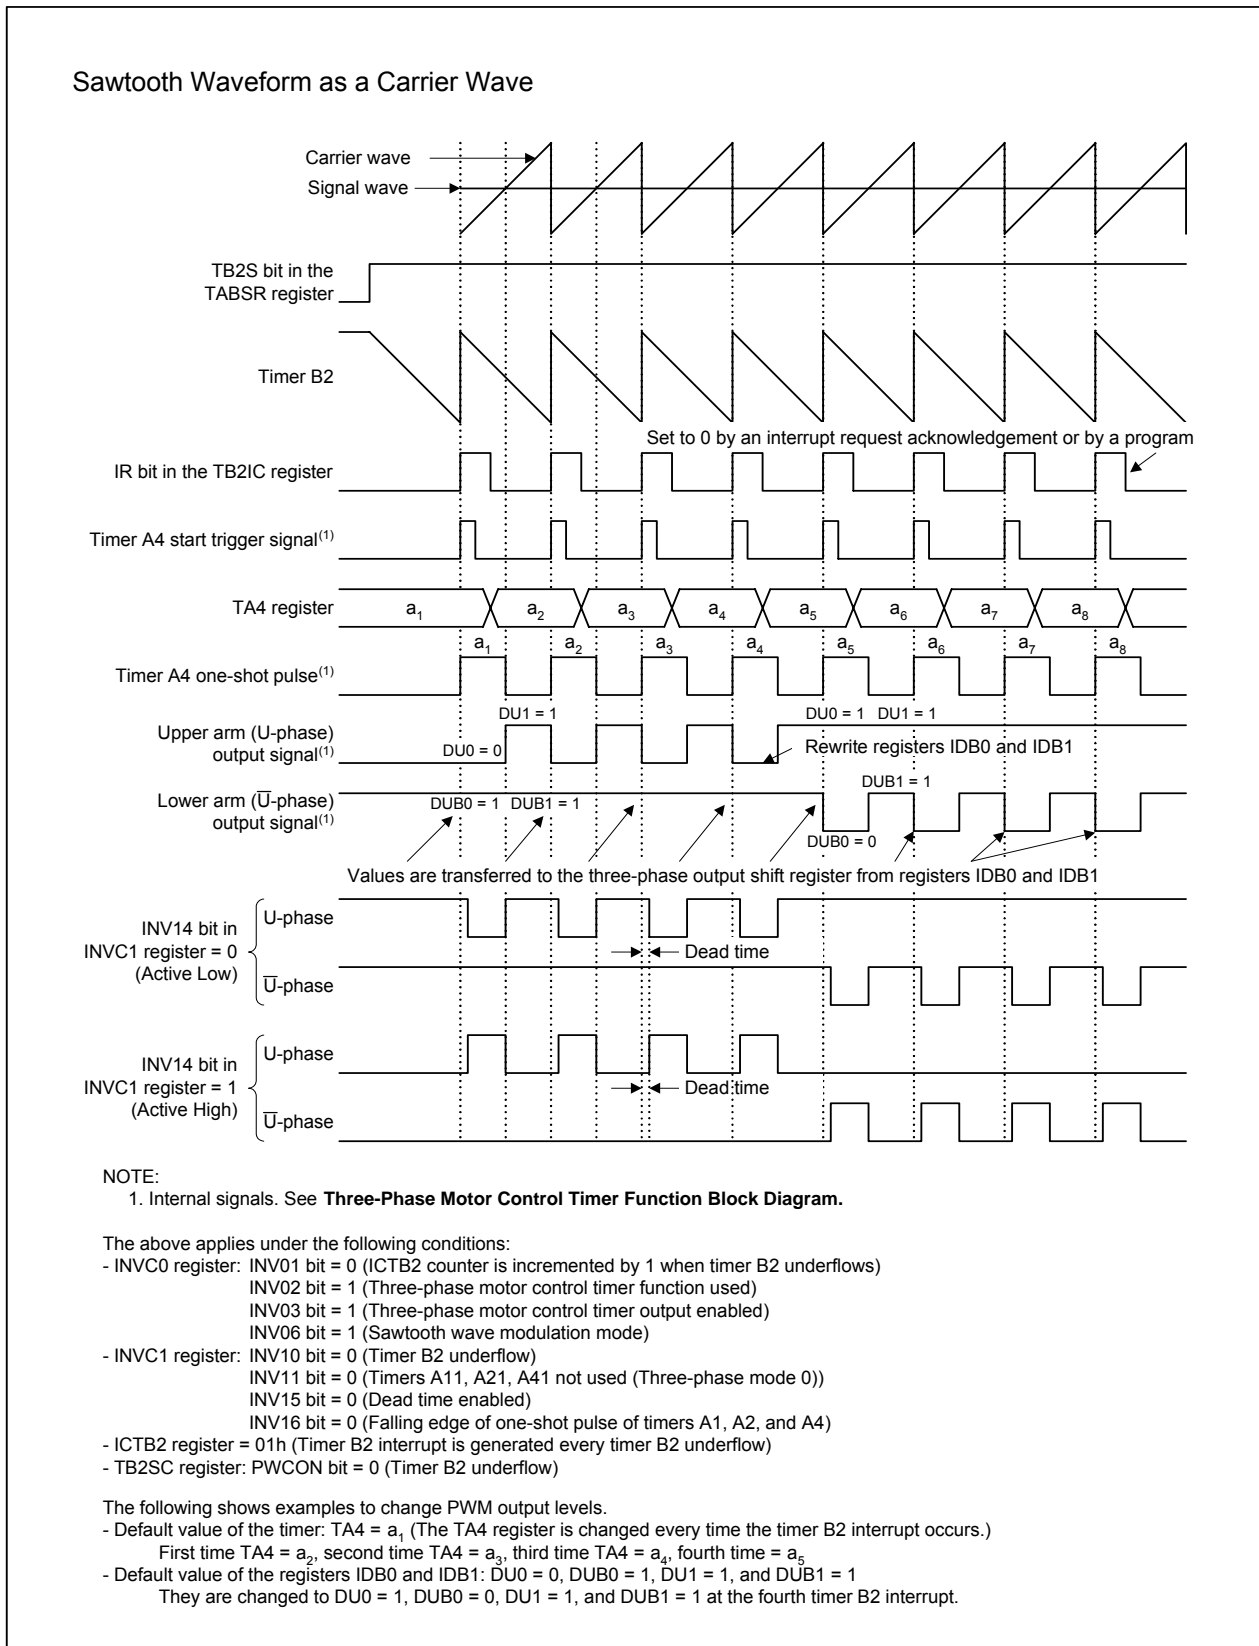 Sawtooth Waveform as a Carrier Wave
Carrier wave
Signal wave
TB2S bit in the
TABSR register
Timer B2
Set to 0 by an interrupt request acknowledgement or by a program
IR bit in the TB2IC register
Timer A4 start trigger signal(1)
TA4 register
a1 a2 a3 a4 a5 a6 a7 a8
a1 a2 a3 a4 a5 a6 a7 a8
Timer A4 one-shot pulse(1)
DU1 = 1 DU0 = 1 DU1 = 1
Upper arm (U-phase)
output signal(1)
DU0 = 0
Rewrite registers IDB0 and IDB1
DUB1 = 1
Lower arm (U̅-phase)
output signal(1)
DUB0 = 1 DUB1 = 1
DUB0 = 0
Values are transferred to the three-phase output shift register from registers IDB0 and IDB1
U-phase
INV14 bit in
INVC1 register = 0
(Active Low)
Dead time
U̅-phase
U-phase
INV14 bit in
INVC1 register = 1
(Active High)
Dead time
U̅-phase
NOTE:
1. Internal signals. See Three-Phase Motor Control Timer Function Block Diagram.
The above applies under the following conditions:
- INVC0 register: INV01 bit = 0 (ICTB2 counter is incremented by 1 when timer B2 underflows)
INV02 bit = 1 (Three-phase motor control timer function used)
INV03 bit = 1 (Three-phase motor control timer output enabled)
INV06 bit = 1 (Sawtooth wave modulation mode)
- INVC1 register: INV10 bit = 0 (Timer B2 underflow)
INV11 bit = 0 (Timers A11, A21, A41 not used (Three-phase mode 0))
INV15 bit = 0 (Dead time enabled)
INV16 bit = 0 (Falling edge of one-shot pulse of timers A1, A2, and A4)
- ICTB2 register = 01h (Timer B2 interrupt is generated every timer B2 underflow)
- TB2SC register: PWCON bit = 0 (Timer B2 underflow)
The following shows examples to change PWM output levels.
- Default value of the timer: TA4 = a1 (The TA4 register is changed every time the timer B2 interrupt occurs.)
First time TA4 = a2, second time TA4 = a3, third time TA4 = a4, fourth time = a5
- Default value of the registers IDB0 and IDB1: DU0 = 0, DUB0 = 1, DU1 = 1, and DUB1 = 1
They are changed to DU0 = 1, DUB0 = 0, DU1 = 1, and DUB1 = 1 at the fourth timer B2 interrupt.